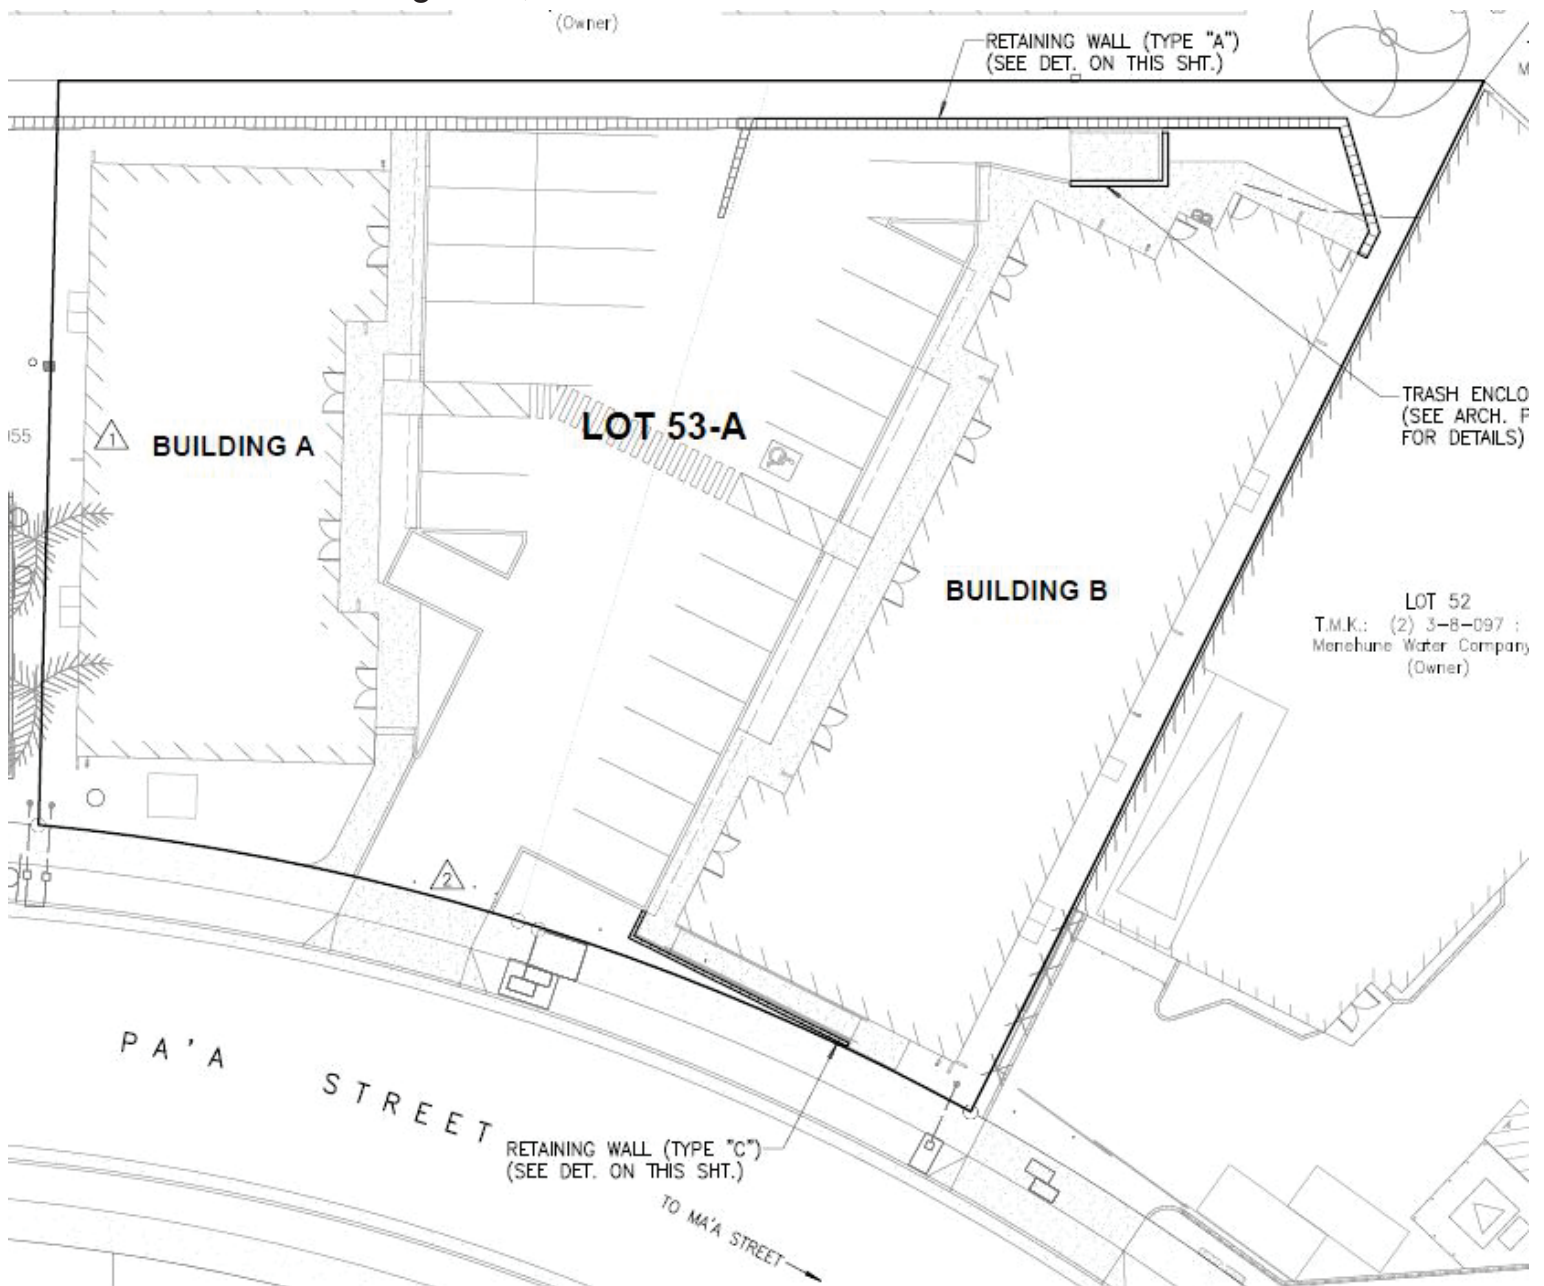 (Owner)
RETAINING WALL (TYPE "A")
(SEE DET. ON THIS SHT.)
M
TRASH ENCLO
(SEE ARCH. P
FOR DETAILS)
LOT 53-A
1
BUILDING A
055
BUILDING B
LOT 52
T.M.K.: (2) 3-8-097 :
Menehune Water Company
(Owner)
2
PA'A STREET
RETAINING WALL (TYPE "C")
(SEE DET. ON THIS SHT.)
TO MA'A STREET